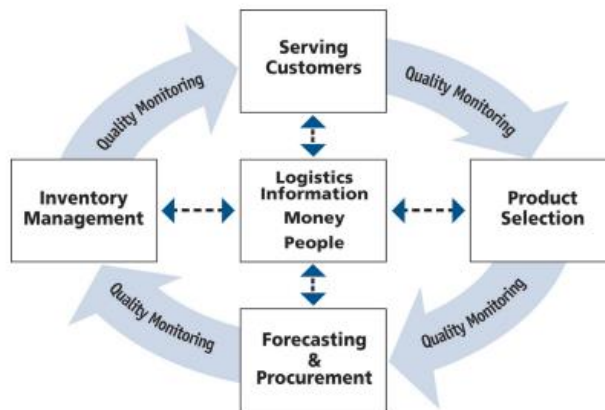 Serving
Customers
Quality Monitoring
Quality Monitoring
Inventory
Management
Logistics
Information
Money
People
Product
Selection
Quality Monitoring
Quality Monitoring
Forecasting
&
Procurement